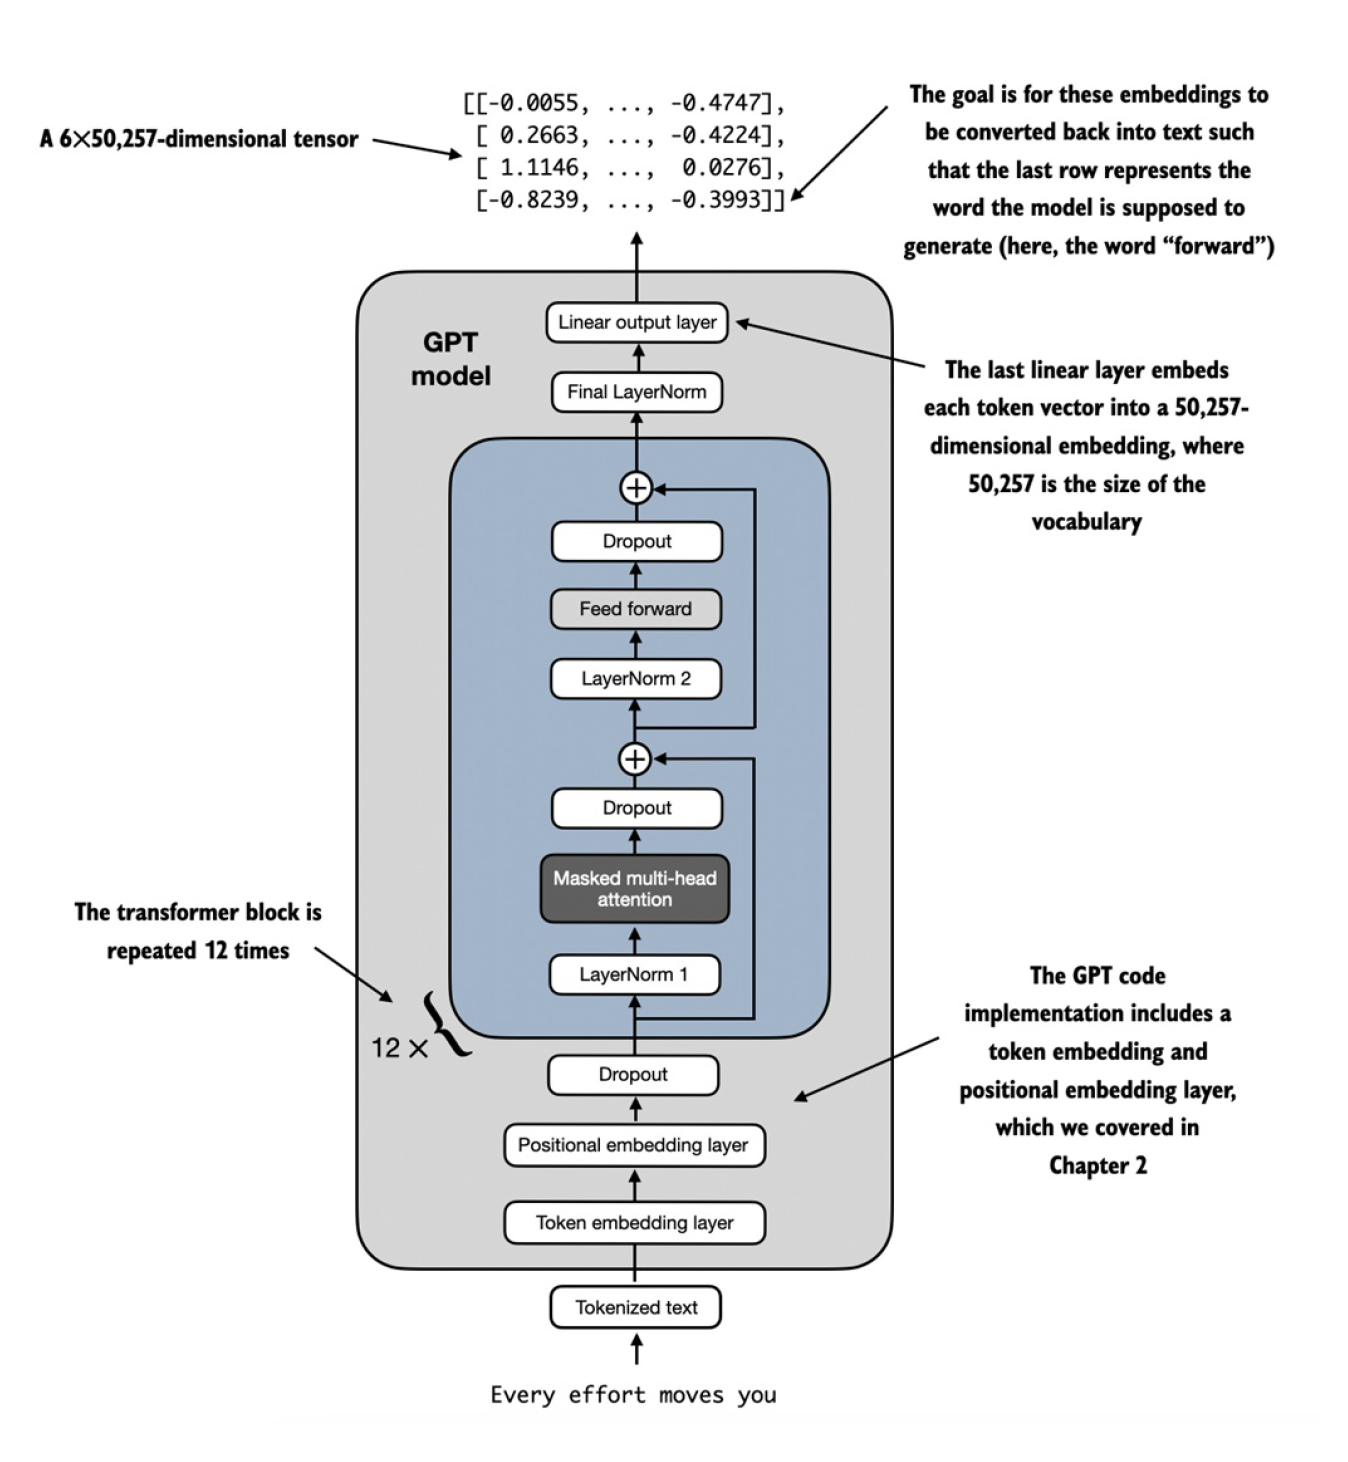 [[-0.0055, ..., -0.4747],
[ 0.2663, ..., -0.4224],
[ 1.1146, ..., 0.0276],
[-0.8239, ..., -0.3993]]
A 6×50,257-dimensional tensor
The goal is for these embeddings to
be converted back into text such
that the last row represents the
word the model is supposed to
generate (here, the word “forward”)
GPT
model
Linear output layer
Final LayerNorm
The last linear layer embeds
each token vector into a 50,257-
dimensional embedding, where
50,257 is the size of the
vocabulary
Dropout
Feed forward
LayerNorm 2
Dropout
Masked multi-head
attention
LayerNorm 1
The transformer block is
repeated 12 times
12 ×
Dropout
Positional embedding layer
Token embedding layer
The GPT code
implementation includes a
token embedding and
positional embedding layer,
which we covered in
Chapter 2
Tokenized text
Every effort moves you